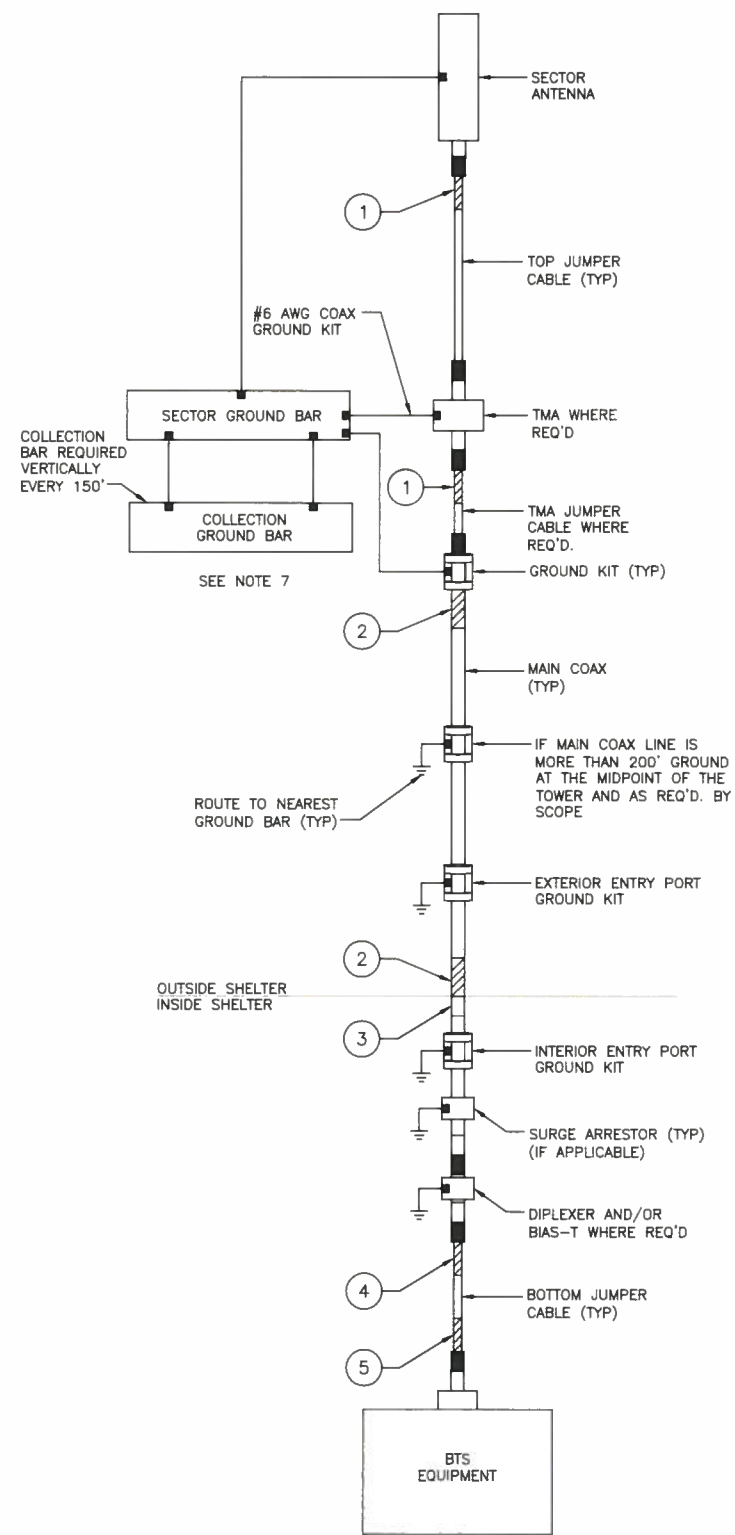 SECTOR
ANTENNA
1
TOP JUMPER
CABLE (TYP)
#6 AWG COAX
GROUND KIT
SECTOR GROUND BAR
TMA WHERE
REQ'D
COLLECTION
BAR REQUIRED
VERTICALLY
EVERY 150'
1
TMA JUMPER
CABLE WHERE
REQ'D.
COLLECTION
GROUND BAR
SEE NOTE 7
GROUND KIT (TYP)
2
MAIN COAX
(TYP)
IF MAIN COAX LINE IS
MORE THAN 200' GROUND
AT THE MIDPOINT OF THE
TOWER AND AS REQ'D. BY
SCOPE
ROUTE TO NEAREST
GROUND BAR (TYP)
EXTERIOR ENTRY PORT
GROUND KIT
2
OUTSIDE SHELTER
INSIDE SHELTER
3
INTERIOR ENTRY PORT
GROUND KIT
SURGE ARRESTOR (TYP)
(IF APPLICABLE)
DIPLEXER AND/OR
BIAS-T WHERE REQ'D
4
BOTTOM JUMPER
CABLE (TYP)
5
BTS
EQUIPMENT